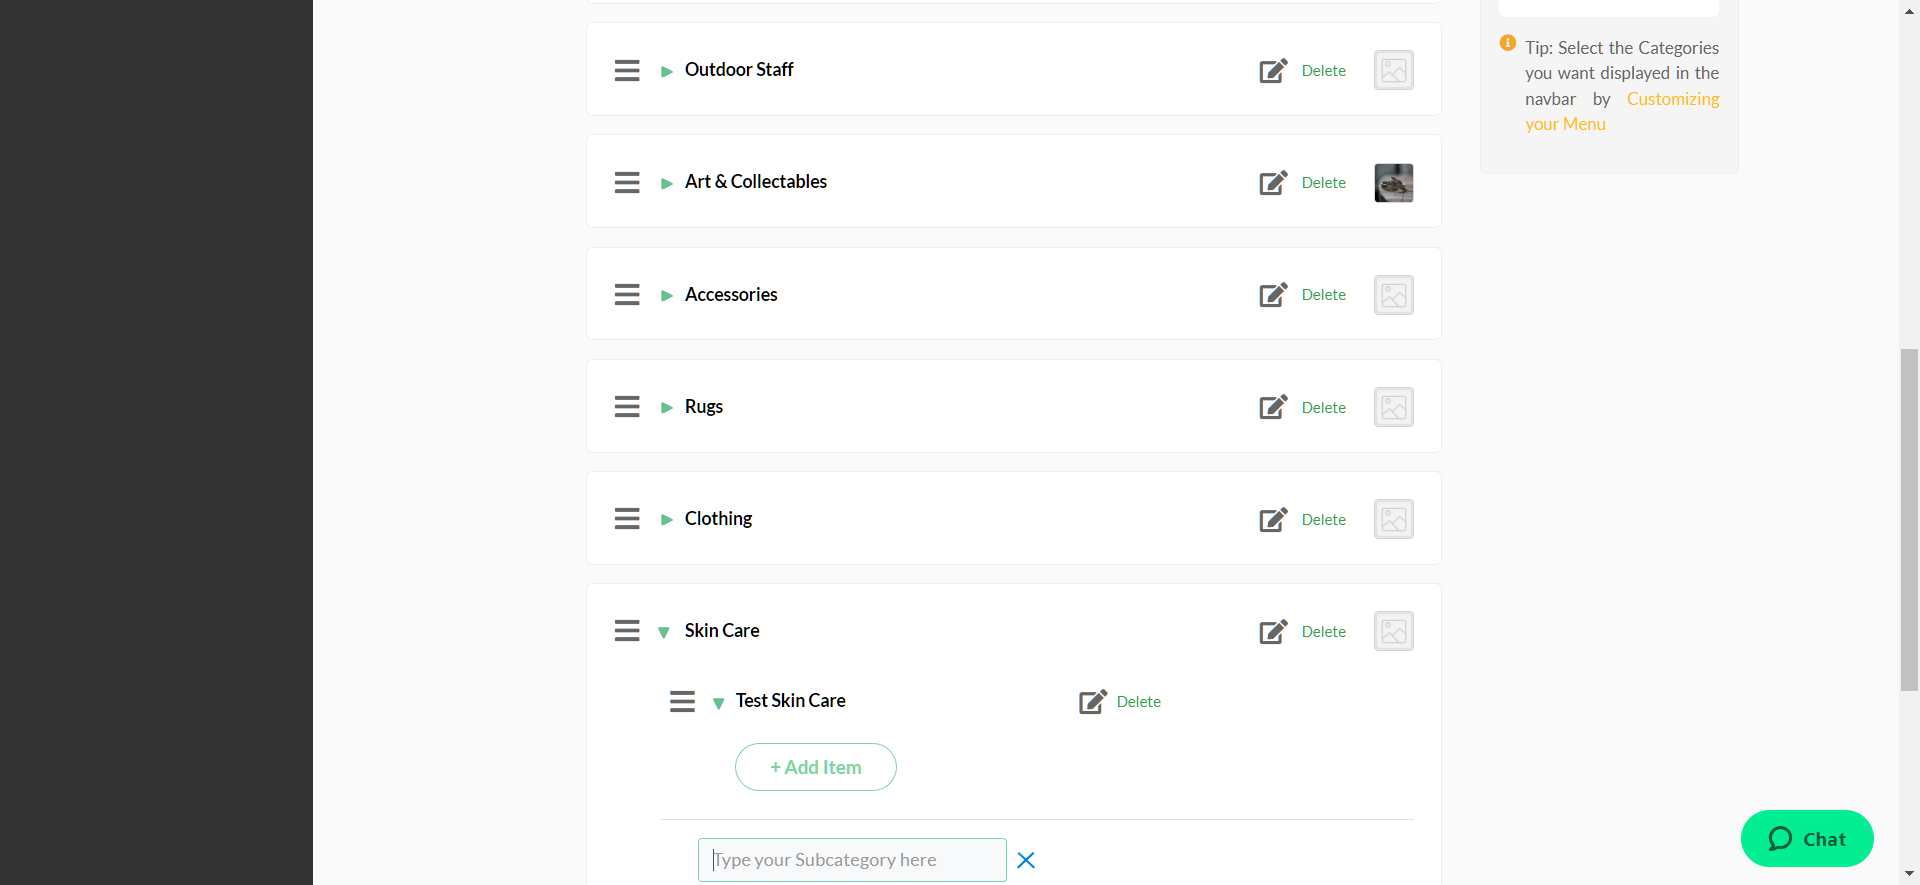 Outdoor Staff
Delete
Tip: Select the Categories
you want displayed in the
navbar by Customizing
your Menu
Art & Collectables
Delete
Accessories
Delete
Rugs
Delete
Clothing
Delete
Skin Care
Delete
Test Skin Care
Delete
+ Add Item
Type your Subcategory here
Chat